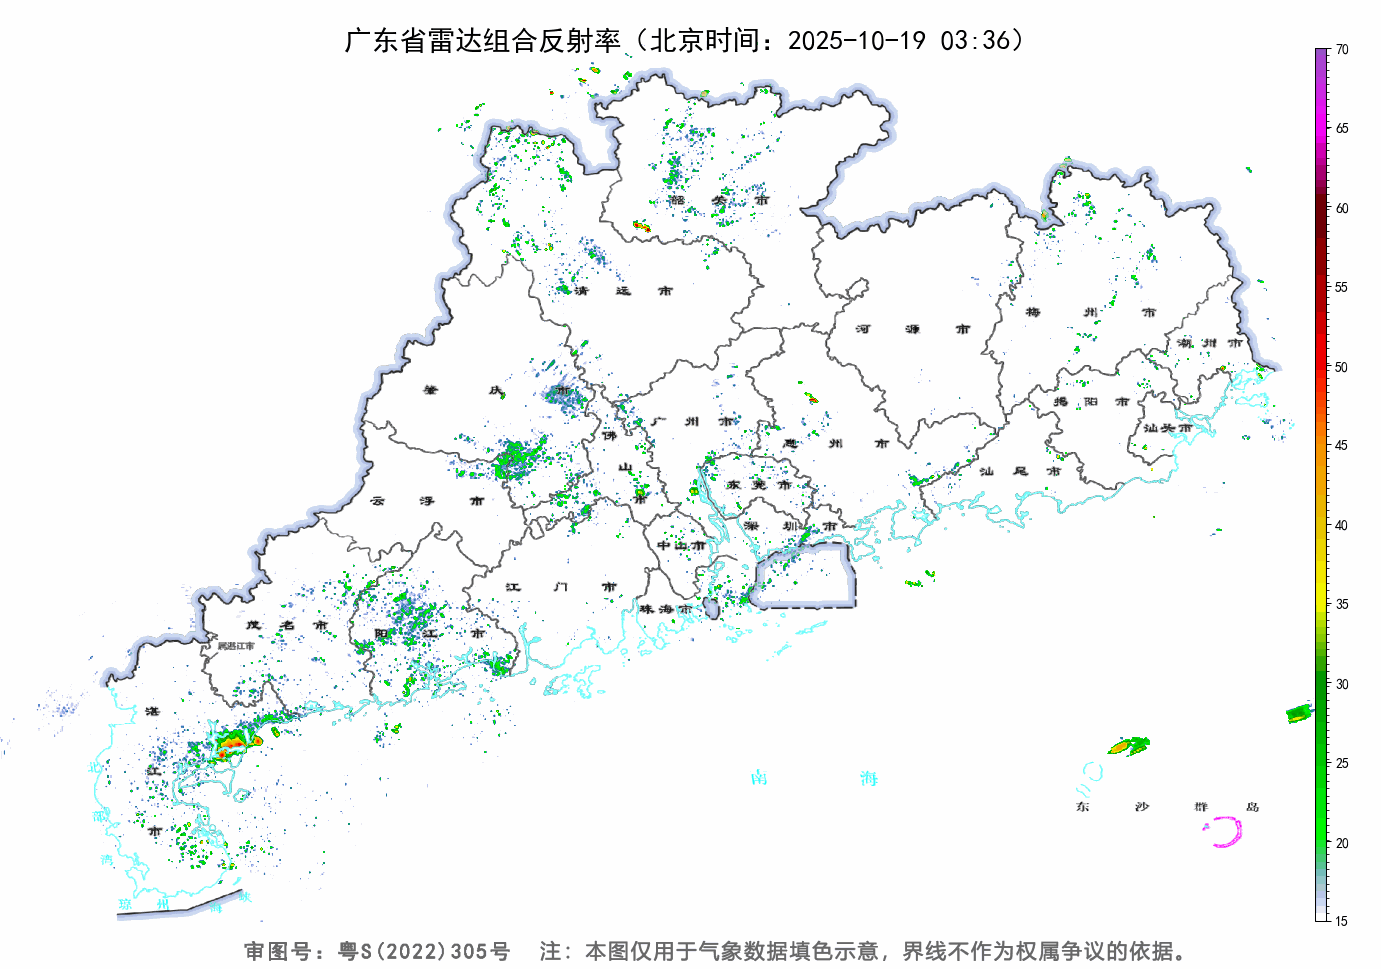 广东省雷达组合反射率（北京时间：2025-10-19 03:36）
70
65
60
55
50
45
40
35
30
25
20
15
韶关市
清远市
河源市
梅州市
潮州市
肇庆市
广州市
佛山市
惠州市
揭阳市
汕头市
云浮市
东莞市
汕尾市
深圳市
中山市
江门市
珠海市
茂名市
阳江市
属湛江市
湛江市
北部湾
琼州海峡
南海
东沙群岛
审图号：粤S(2022)305号 注：本图仅用于气象数据填色示意，界线不作为权属争议的依据。